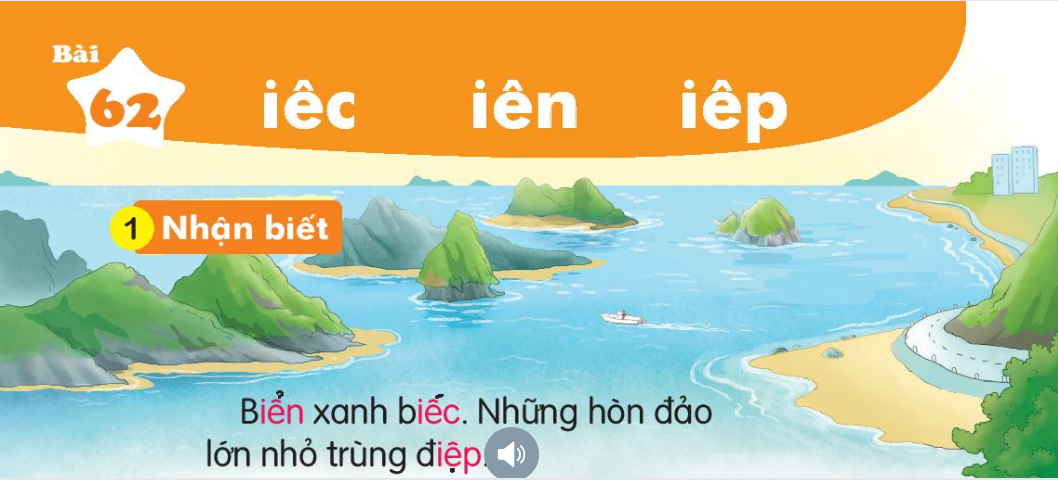 Bài
62
iêc iên iêp
1 Nhận biết
Biển xanh biếc. Những hòn đảo
lớn nhỏ trùng điệp.